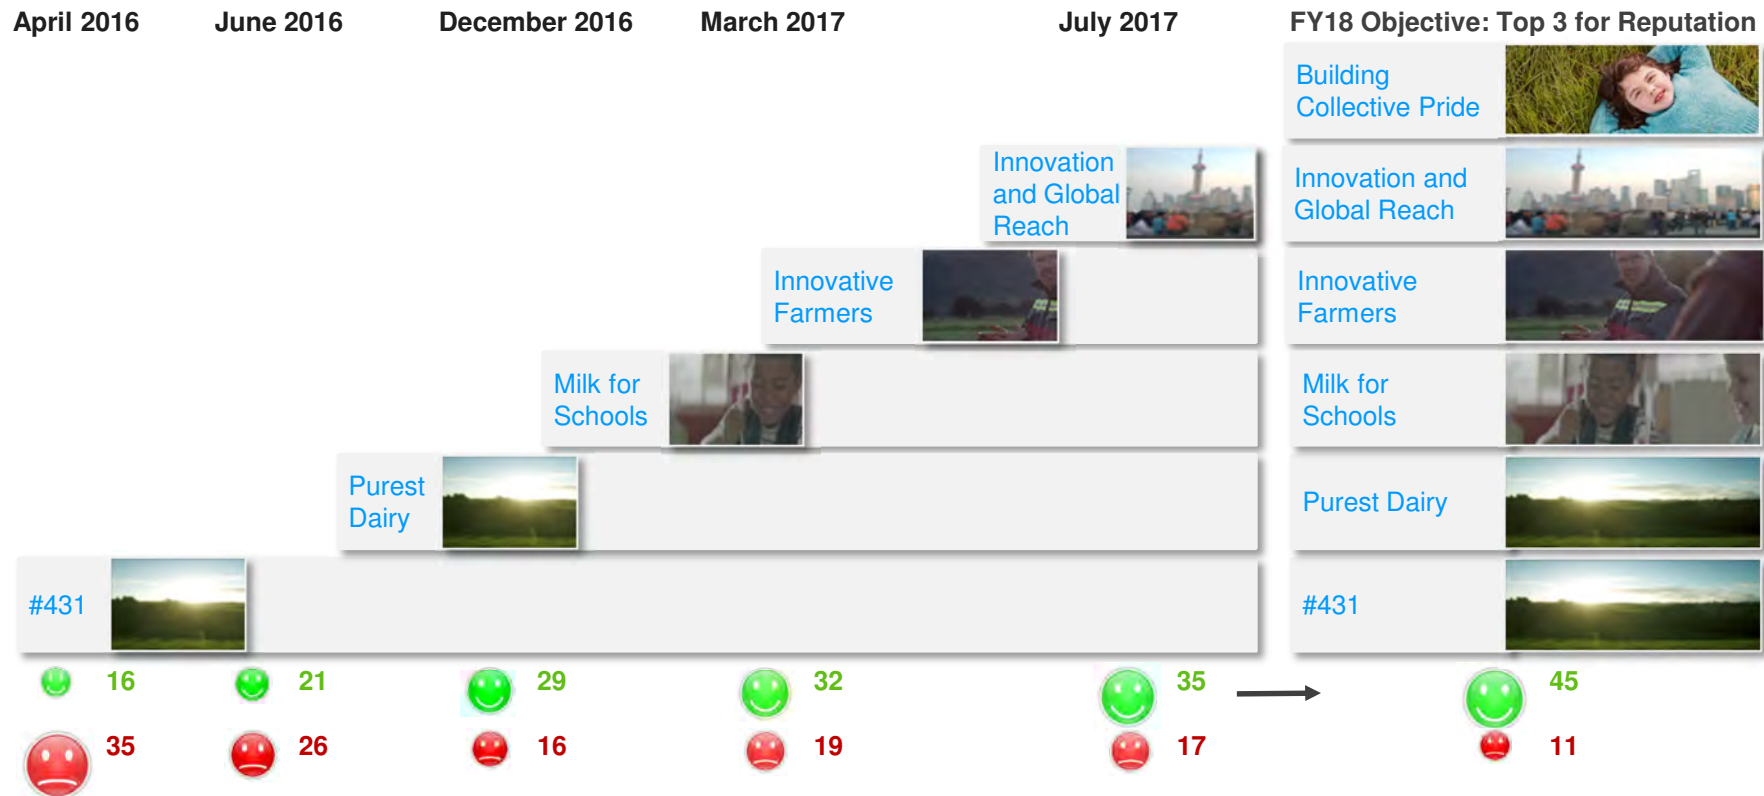 April 2016
June 2016
December 2016
March 2017
July 2017
FY18 Objective: Top 3 for Reputation
Building
Collective Pride
Innovation
and Global
Reach
Innovation and
Global Reach
Innovative
Farmers
Innovative
Farmers
Milk for
Schools
Milk for
Schools
Purest
Dairy
Purest Dairy
#431
#431
16
21
29
32
35
45
35
26
16
19
17
11